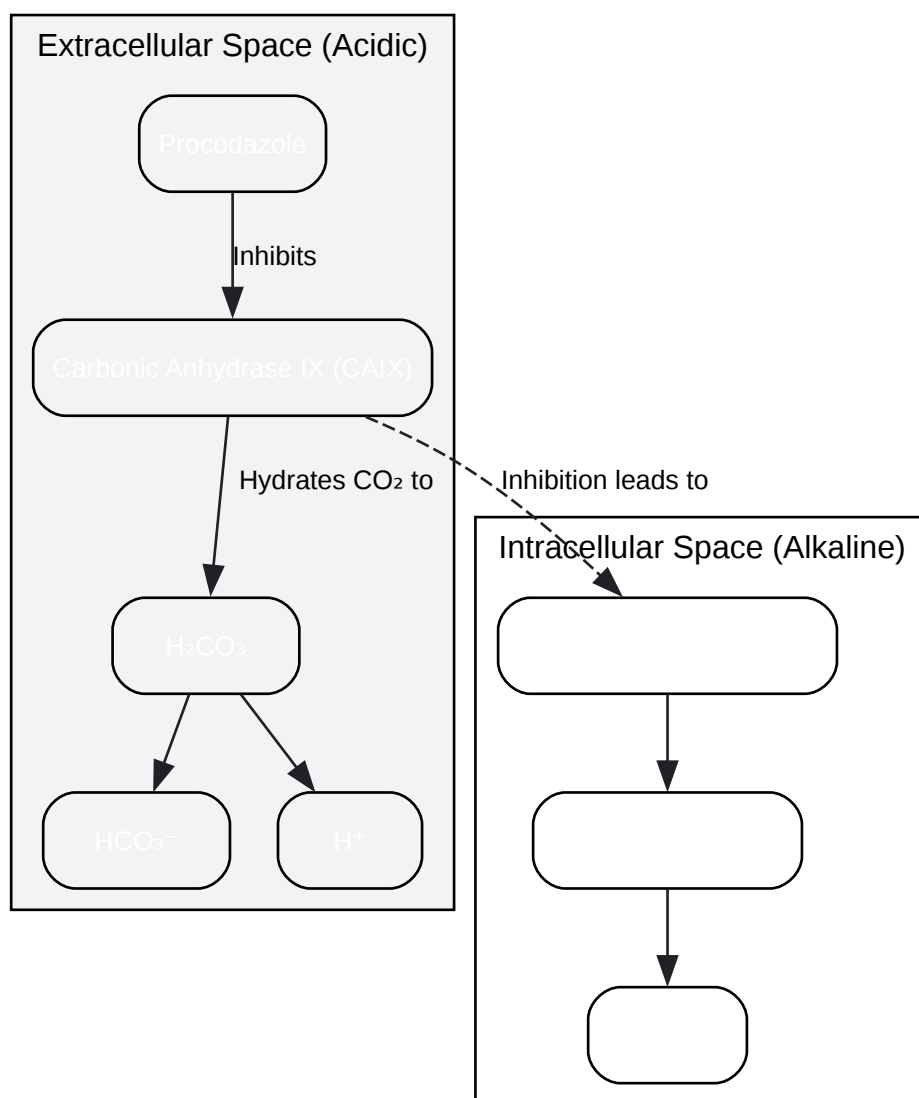 Extracellular Space (Acidic)
Procodazole
Inhibits
Carbonic Anhydrase IX (CAIX)
Hydrates CO₂ to
Inhibition leads to
Intracellular Space (Alkaline)
H₂CO₃
HCO₃⁻
H⁺